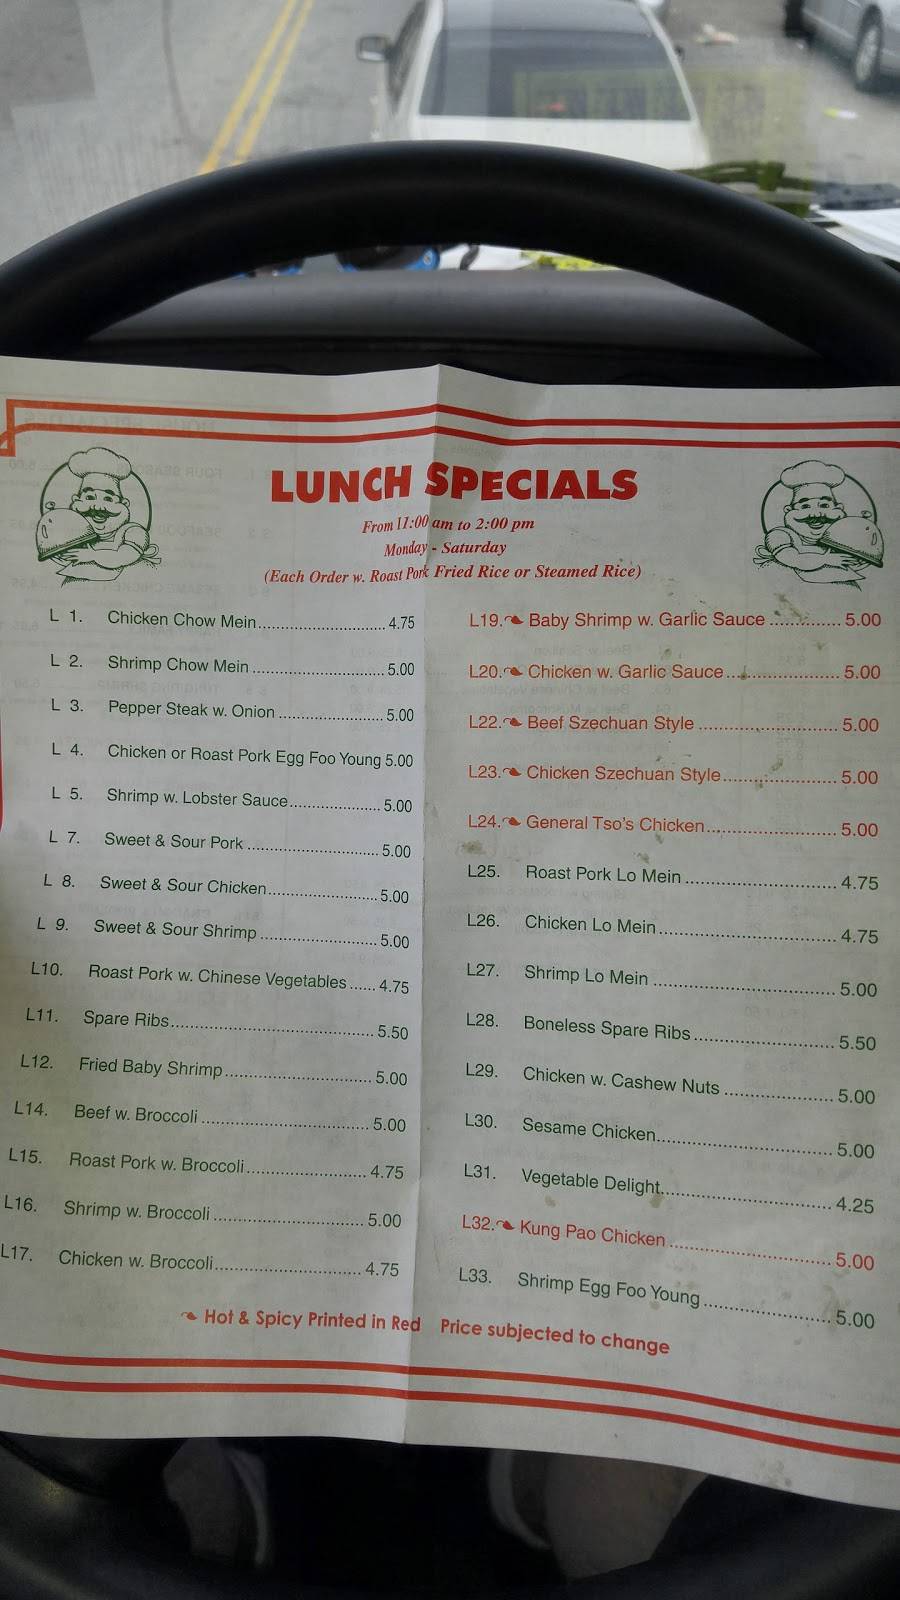 LUNCH SPECIALS
From 11:00 am to 2:00 pm
Monday - Saturday
(Each Order w. Roast Pork Fried Rice or Steamed Rice)
L 1. Chicken Chow Mein.............................. 4.75
L 2. Shrimp Chow Mein ............................... 5.00
L 3. Pepper Steak w. Onion ........................ 5.00
L 4. Chicken or Roast Pork Egg Foo Young 5.00
L 5. Shrimp w. Lobster Sauce..................... 5.00
L 7. Sweet & Sour Pork .............................. 5.00
L 8. Sweet & Sour Chicken......................... 5.00
L 9. Sweet & Sour Shrimp .......................... 5.00
L10. Roast Pork w. Chinese Vegetables...... 4.75
L11. Spare Ribs............................................ 5.50
L12. Fried Baby Shrimp................................ 5.00
L14. Beef w. Broccoli.................................... 5.00
L15. Roast Pork w. Broccoli.......................... 4.75
L16. Shrimp w. Broccoli................................ 5.00
L17. Chicken w. Broccoli............................... 4.75
L19. Baby Shrimp w. Garlic Sauce .............. 5.00
L20. Chicken w. Garlic Sauce...................... 5.00
L22. Beef Szechuan Style ........................... 5.00
L23. Chicken Szechuan Style...................... 5.00
L24. General Tso's Chicken......................... 5.00
L25. Roast Pork Lo Mein .............................. 4.75
L26. Chicken Lo Mein................................... 4.75
L27. Shrimp Lo Mein .................................... 5.00
L28. Boneless Spare Ribs............................ 5.50
L29. Chicken w. Cashew Nuts ..................... 5.00
L30. Sesame Chicken.................................. 5.00
L31. Vegetable Delight................................. 4.25
L32. Kung Pao Chicken ............................... 5.00
L33. Shrimp Egg Foo Young......................... 5.00
Hot & Spicy Printed in Red Price subjected to change